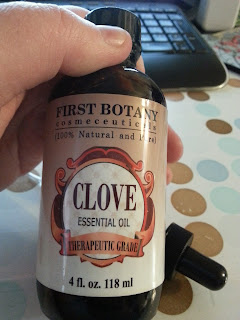 FIRST BOTANY
cosmeceuticals
(100% Natural and Pure)
CLOVE
ESSENTIAL OIL
THERAPEUTIC GRADE
4 fl. oz. 118 ml